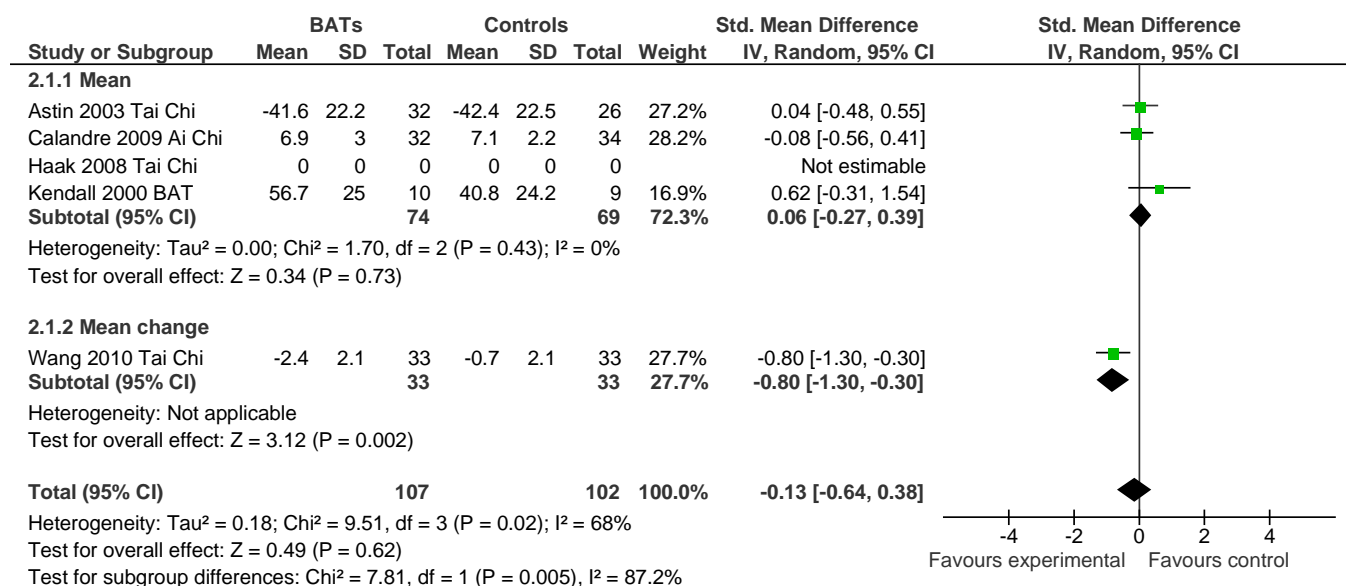 BATs Controls Std. Mean Difference Std. Mean Difference
Study or Subgroup Mean SD Total Mean SD Total Weight IV, Random, 95% CI IV, Random, 95% CI
2.1.1 Mean
Astin 2003 Tai Chi -41.6 22.2 32 -42.4 22.5 26 27.2% 0.04 [-0.48, 0.55]
Calandre 2009 Ai Chi 6.9 3 32 7.1 2.2 34 28.2% -0.08 [-0.56, 0.41]
Haak 2008 Tai Chi 0 0 0 0 0 0 Not estimable
Kendall 2000 BAT 56.7 25 10 40.8 24.2 9 16.9% 0.62 [-0.31, 1.54]
Subtotal (95% CI) 74 69 72.3% 0.06 [-0.27, 0.39]
Heterogeneity: Tau² = 0.00; Chi² = 1.70, df = 2 (P = 0.43); I² = 0%
Test for overall effect: Z = 0.34 (P = 0.73)
2.1.2 Mean change
Wang 2010 Tai Chi -2.4 2.1 33 -0.7 2.1 33 27.7% -0.80 [-1.30, -0.30]
Subtotal (95% CI) 33 33 27.7% -0.80 [-1.30, -0.30]
Heterogeneity: Not applicable
Test for overall effect: Z = 3.12 (P = 0.002)
Total (95% CI) 107 102 100.0% -0.13 [-0.64, 0.38]
Heterogeneity: Tau² = 0.18; Chi² = 9.51, df = 3 (P = 0.02); I² = 68%
Test for overall effect: Z = 0.49 (P = 0.62)
Test for subgroup differences: Chi² = 7.81, df = 1 (P = 0.005), I² = 87.2%
-4 -2 0 2 4
Favours experimental Favours control